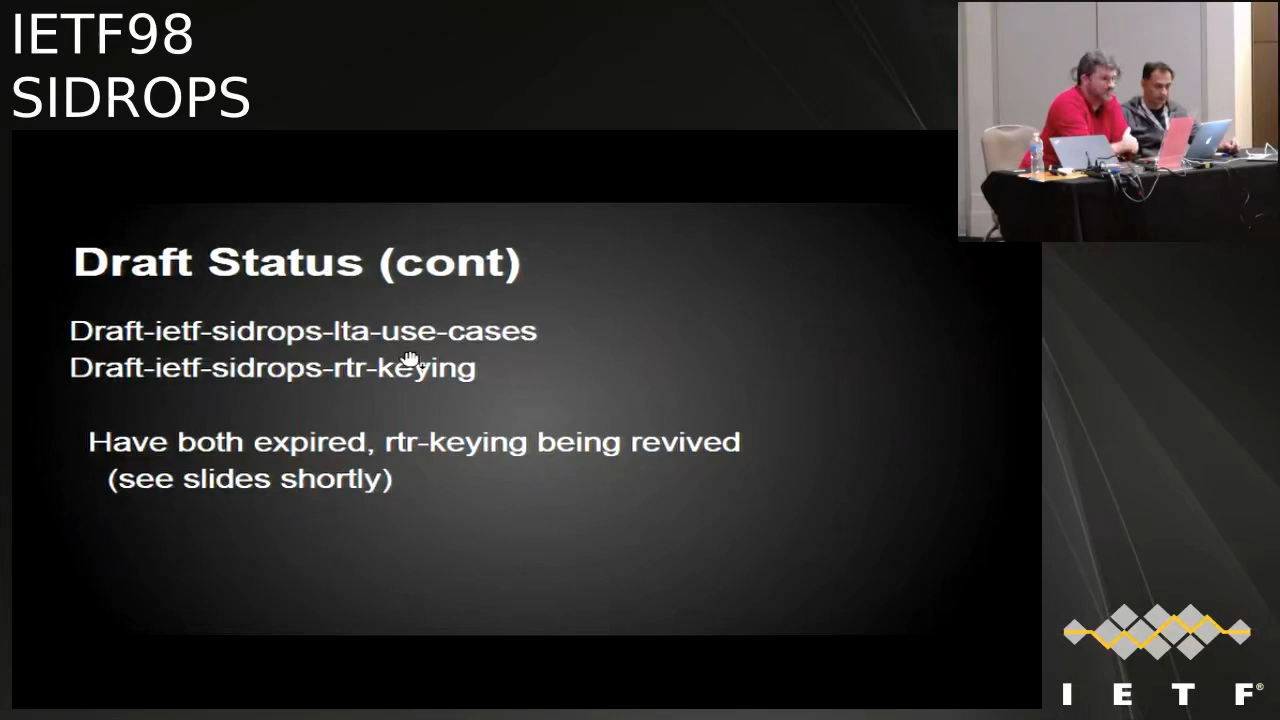 IETF98
SIDROPS
Draft Status (cont)
Draft-ietf-sidrops-lta-use-cases
Draft-ietf-sidrops-rtr-keying
Have both expired, rtr-keying being revived
(see slides shortly)
I E T F®